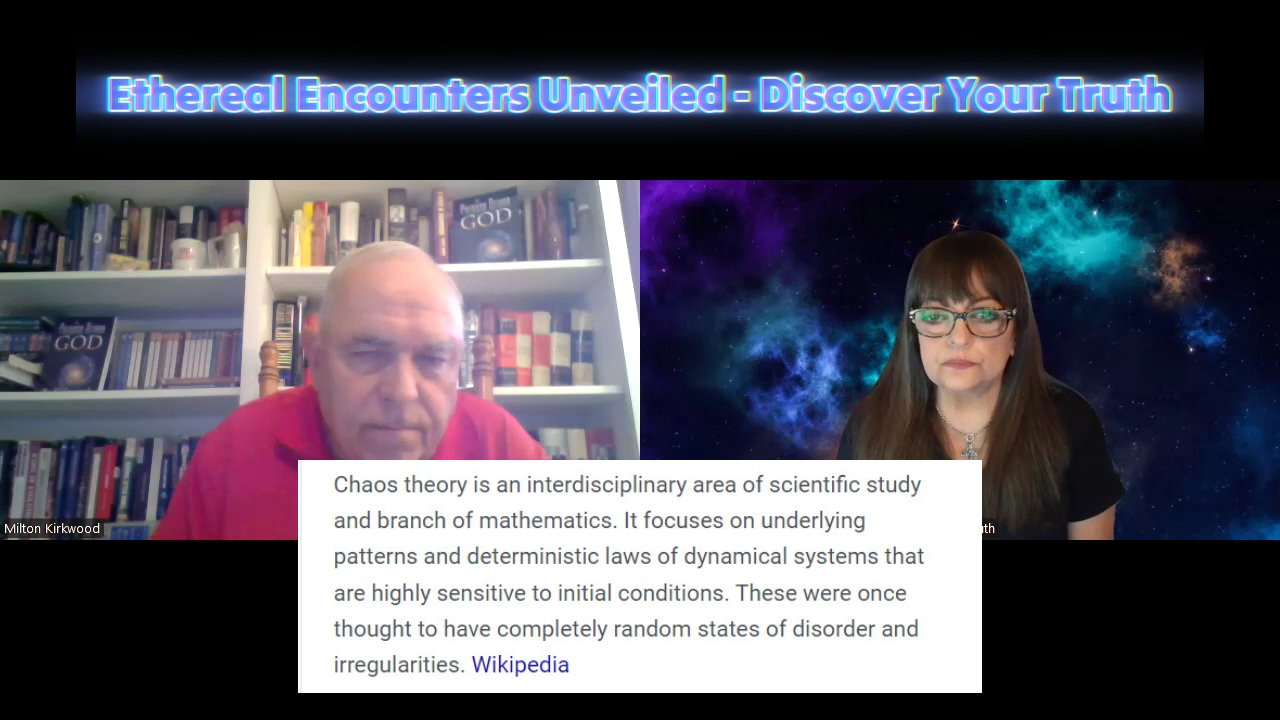 Ethereal Encounters Unveiled - Discover Your Truth
GOD
GOD
Milton Kirkwood
uth
Chaos theory is an interdisciplinary area of scientific study
and branch of mathematics. It focuses on underlying
patterns and deterministic laws of dynamical systems that
are highly sensitive to initial conditions. These were once
thought to have completely random states of disorder and
irregularities. Wikipedia